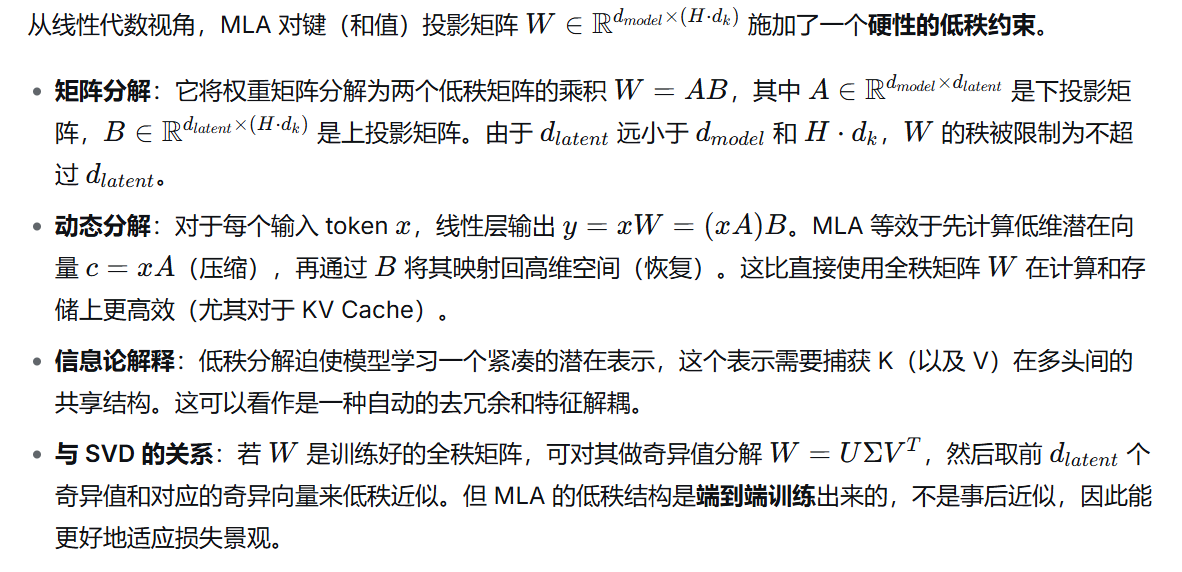 从线性代数视角，MLA 对键（和值）投影矩阵 $W \in \mathbb{R}^{d_{model} \times (H \cdot d_k)}$ 施加了一个硬性的低秩约束。
• 矩阵分解：它将权重矩阵分解为两个低秩矩阵的乘积 $W = AB$，其中 $A \in \mathbb{R}^{d_{model} \times d_{latent}}$ 是下投影矩
阵，$B \in \mathbb{R}^{d_{latent} \times (H \cdot d_k)}$ 是上投影矩阵。由于 $d_{latent}$ 远小于 $d_{model}$ 和 $H \cdot d_k$，$W$ 的秩被限制为不超
过 $d_{latent}$。
• 动态分解：对于每个输入 token $x$，线性层输出 $y = xW = (xA)B$。MLA 等效于先计算低维潜在向
量 $c = xA$（压缩），再通过 $B$ 将其映射回高维空间（恢复）。这比直接使用全秩矩阵 $W$ 在计算和存
储上更高效（尤其对于 KV Cache）。
• 信息论解释：低秩分解迫使模型学习一个紧凑的潜在表示，这个表示需要捕获 K（以及 V）在多头间的
共享结构。这可以看作是一种自动的去冗余和特征解耦。
• 与 SVD 的关系：若 $W$ 是训练好的全秩矩阵，可对其做奇异值分解 $W = U\Sigma V^T$，然后取前 $d_{latent}$ 个
奇异值和对应的奇异向量来低秩近似。但 MLA 的低秩结构是端到端训练出来的，不是事后近似，因此能
更好地适应损失景观。